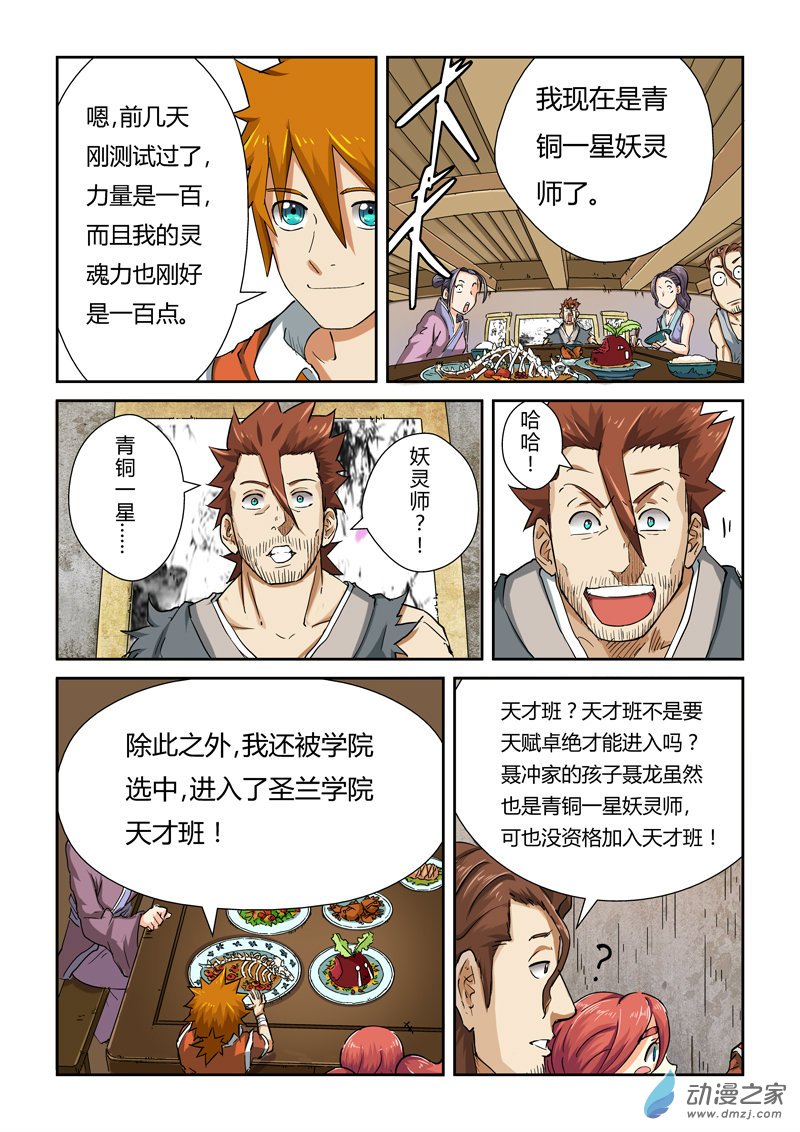 嗯，前几天
刚测试过了，
力量是一百，
而且我的灵
魂力也刚好
是一百点。
我现在是青
铜一星妖灵
师了。
青铜一星……
妖灵师？！
哈哈！
除此之外，我还被学院
选中，进入了圣兰学院
天才班！
天才班？天才班不是要
天赋卓绝才能进入吗？
聂冲家的孩子聂龙虽然
也是青铜一星妖灵师，
可也没资格加入天才班！
?
动漫之家
www.dmzj.com